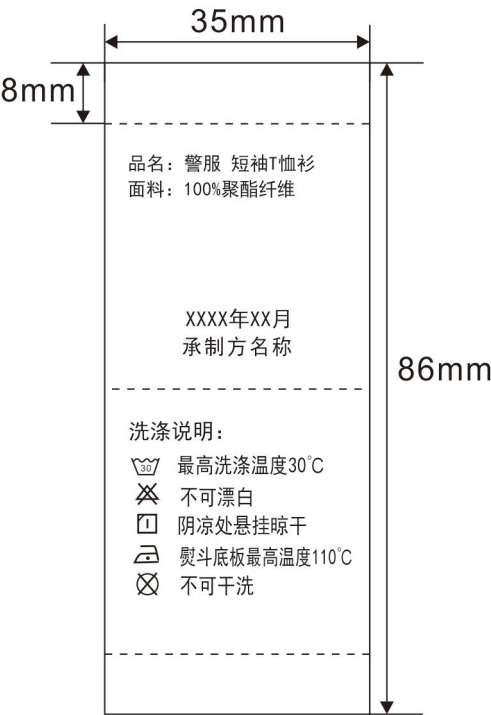 35mm
8mm
品名：警服 短袖T恤衫
面料：100%聚酯纤维
XXXX年XX月
承制方名称
86mm
洗涤说明：
30 最高洗涤温度30℃
不可漂白
阴凉处悬挂晾干
熨斗底板最高温度110℃
不可干洗